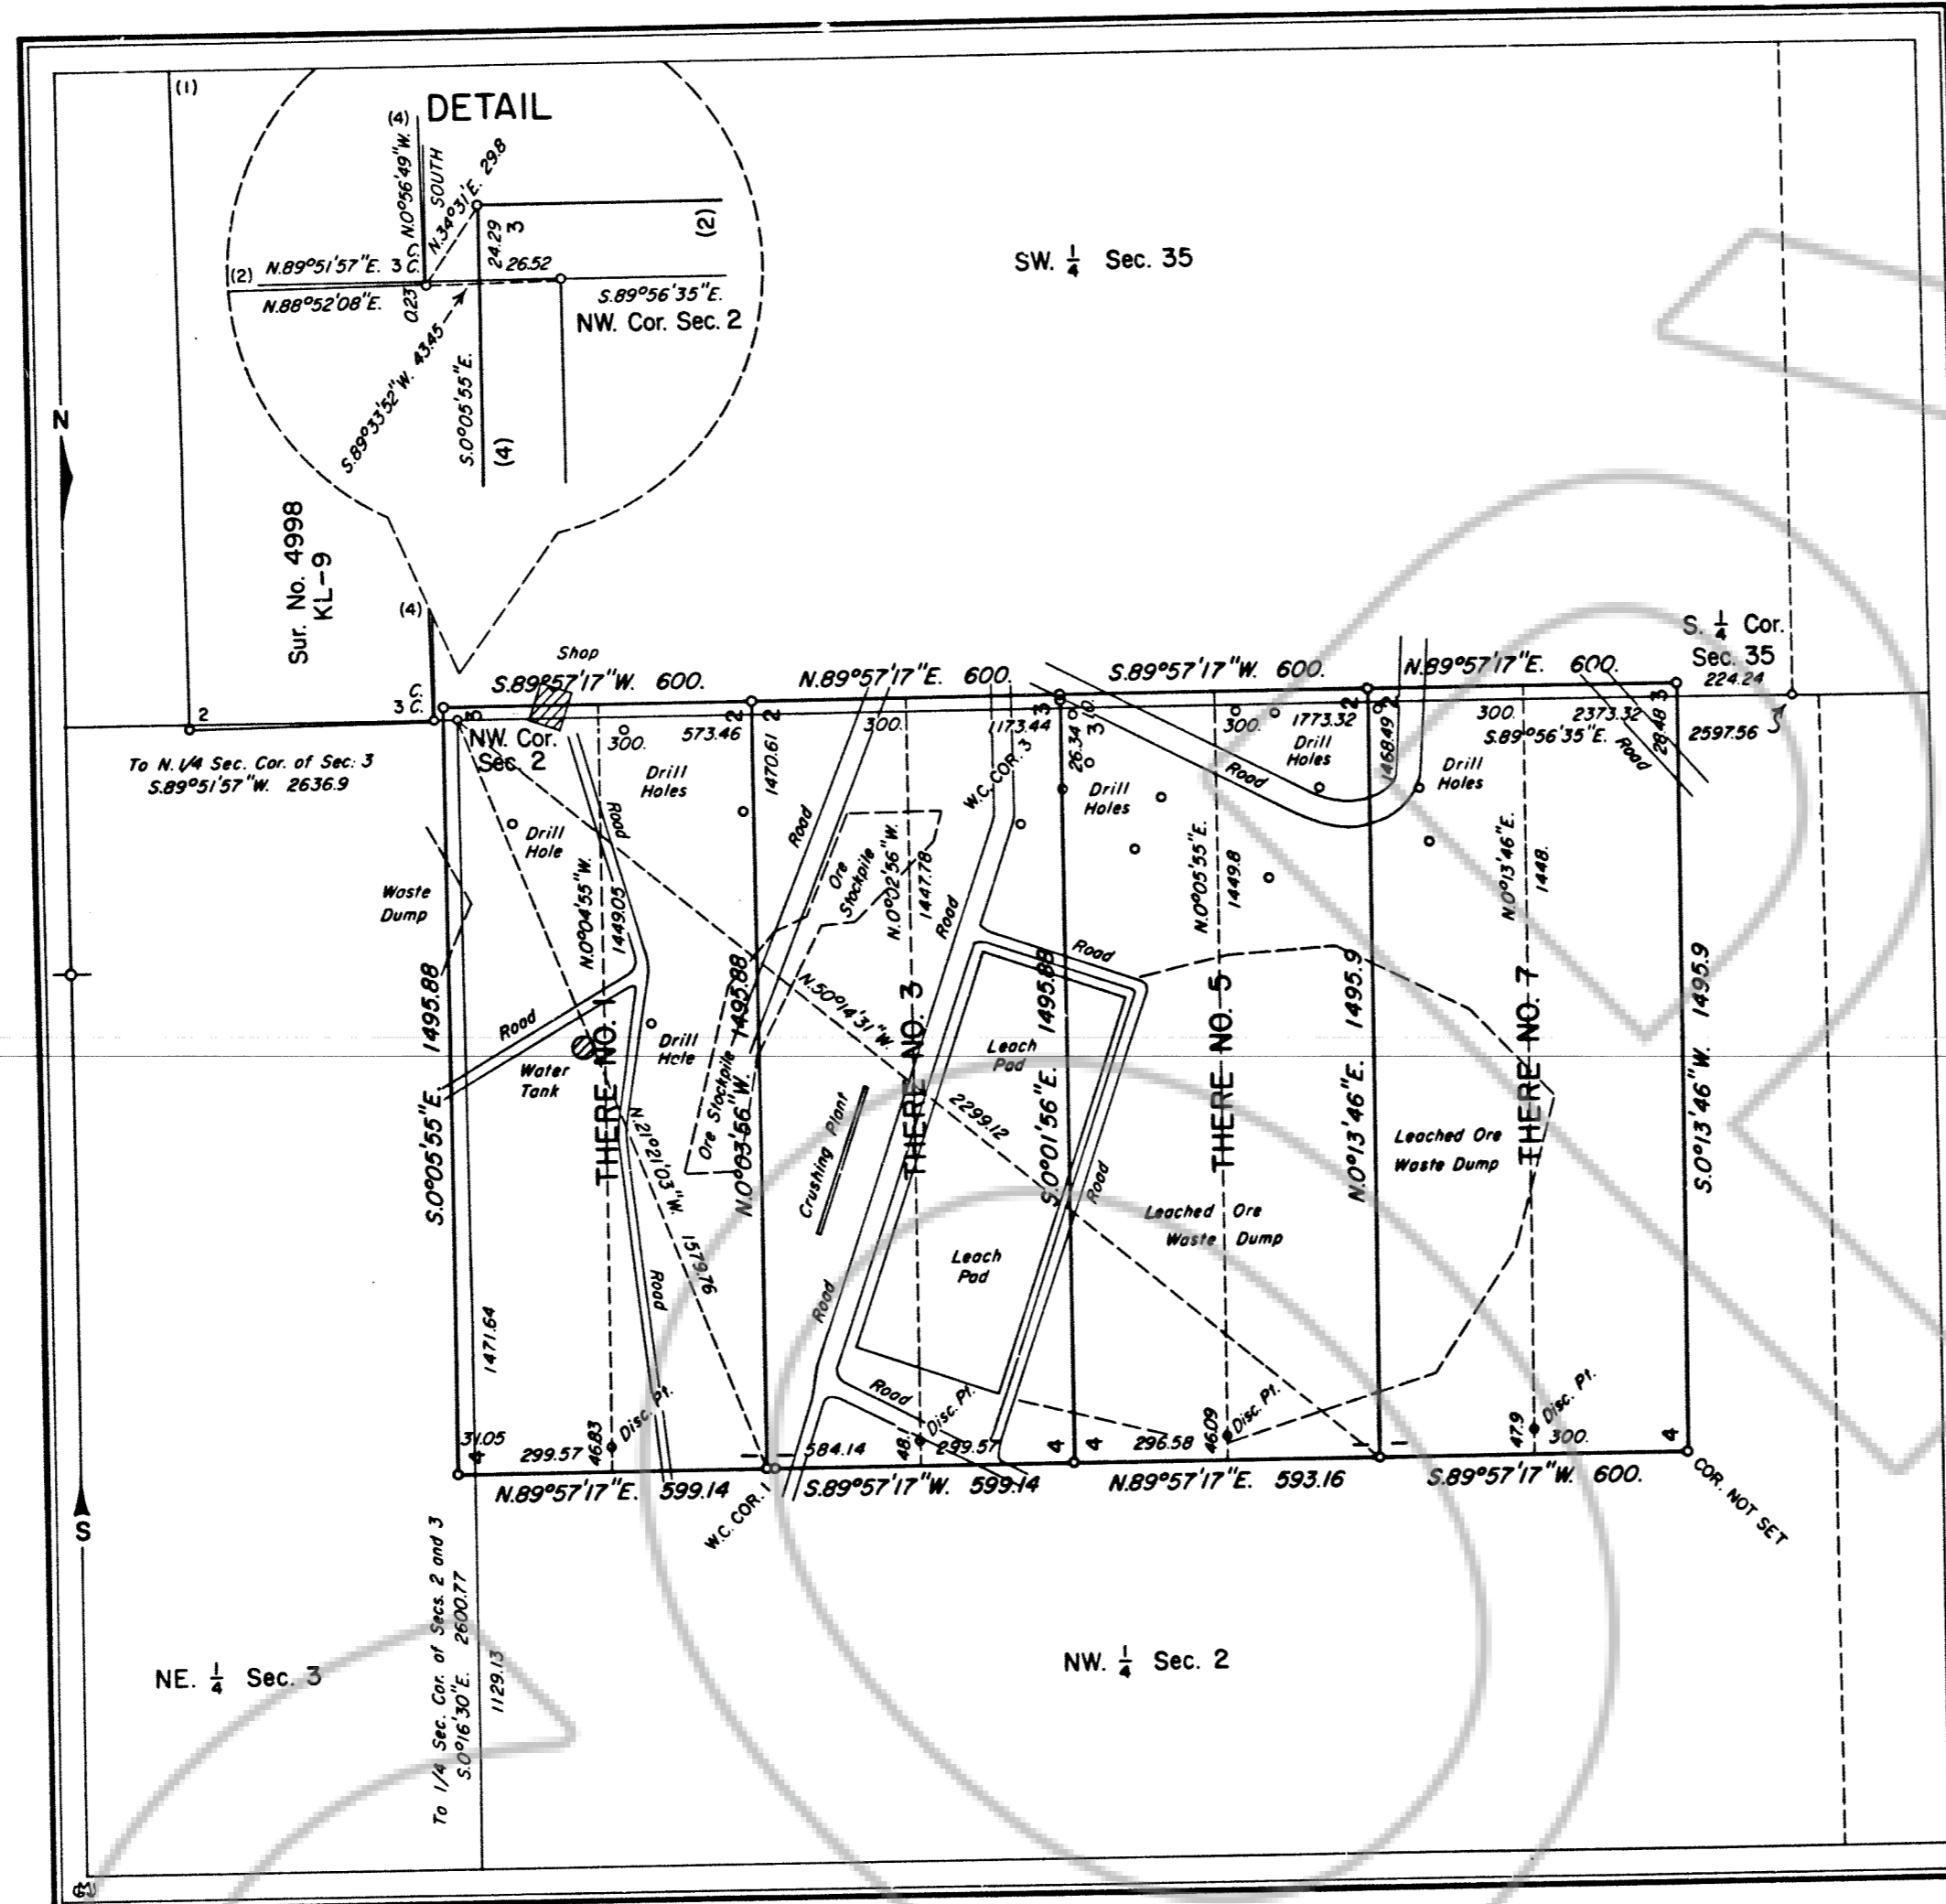 (1)
DETAIL
(4)
N.0°56'49"W.
SOUTH
N.34°31'E. 29.8
24.29
3
(2)
(2)
N.89°51'57"E. 3 C.
C.
26.52
N.88°52'08"E.
0.23
S.89°56'35"E.
NW. Cor. Sec. 2
S.89°33'52"W. 43.45
S.0°05'55"E.
(4)
SW. 1/4 Sec. 35
N
Sur. No. 4998
KL-9
(4)
S. 1/4 Cor.
Sec. 35
224.24
Shop
S.89°57'17"W. 600.
N.89°57'17"E. 600.
S.89°57'17"W. 600.
N.89°57'17"E. 600.
C.
3 C.
2
3
2
2
3
3
10.
2
2
3
NW. Cor.
Sec. 2
300.
573.46
300.
1173.44
300.
1773.32
300.
2373.32
S.89°56'35"E.
2597.56
To N. 1/4 Sec. Cor. of Sec. 3
S.89°51'57"W. 2636.9
1470.61
W.C. COR. 3
26.34
1468.49
28.48
Drill
Holes
Drill
Holes
Drill
Holes
Drill
Holes
Road
Road
Drill
Hole
Road
Road
Waste
Dump
Ore
Stockpile
N.0°04'55"W.
1449.05
N.0°02'56"W.
1447.78
N.0°05'55"E.
1449.8
N.0°13'46"E.
1448.
Road
Road
S.0°05'55"E. 1495.88
N.0°03'56"W. 1495.88
S.0°01'56"E. 1495.88
N.0°13'46"E. 1495.9
S.0°13'46"W. 1495.9
N.50°14'31"W.
2299.12
THERE NO. 1
THERE NO. 3
THERE NO. 5
THERE NO. 7
Road
Drill
Hole
Water
Tank
Ore Stockpile
Crushing Plant
Leach
Pad
Leached Ore
Waste Dump
N.21°21'03"W.
1579.76
Road
Leached Ore
Waste Dump
Leach
Pad
Road
Road
1471.64
Road
Disc. Pt.
Disc. Pt.
Disc. Pt.
Disc. Pt.
31.05
4
299.57
46.83
1
584.14
48.1
299.57
4
4
296.58
46.09
1
1
47.9
300.
4
N.89°57'17"E. 599.14
S.89°57'17"W. 599.14
N.89°57'17"E. 593.16
S.89°57'17"W. 600.
W.C. COR. 1
COR. NOT SET
S
To 1/4 Sec. Cor. of Secs. 2 and 3
S.0°16'30"E. 2600.77
1129.13
NE. 1/4 Sec. 3
NW. 1/4 Sec. 2